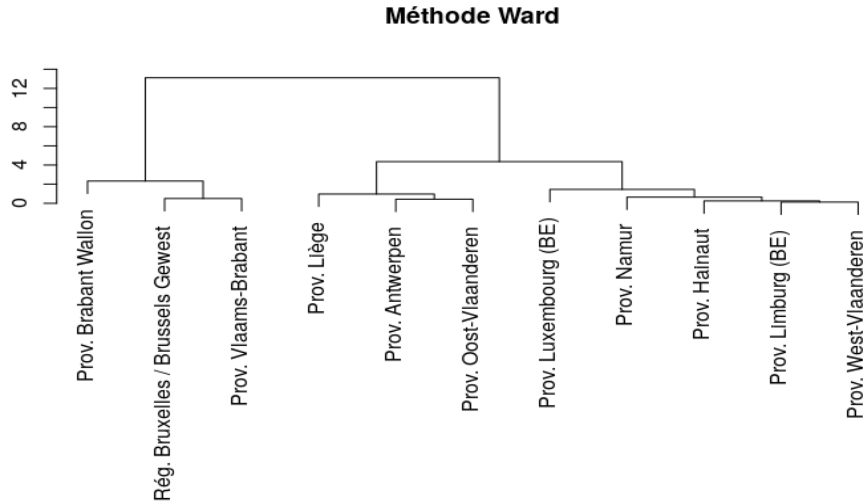 Méthode Ward
12
8
4
0
Prov. Brabant Wallon
Rég. Bruxelles / Brussels Gewest
Prov. Vlaams-Brabant
Prov. Liège
Prov. Antwerpen
Prov. Oost-Vlaanderen
Prov. Luxembourg (BE)
Prov. Namur
Prov. Hainaut
Prov. Limburg (BE)
Prov. West-Vlaanderen